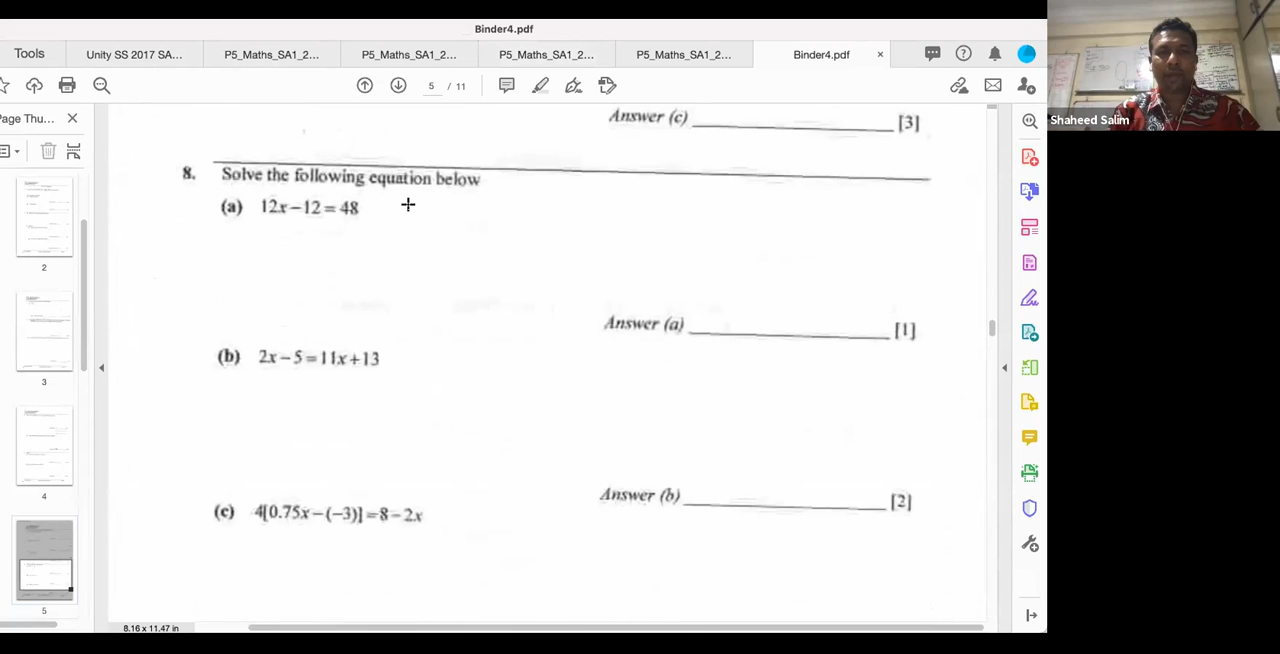 Binder4.pdf
Tools
Unity SS 2017 SA...
P5_Maths_SA1_2...
P5_Maths_SA1_2...
P5_Maths_SA1_2...
P5_Maths_SA1_2...
Binder4.pdf
5 / 11
Page Thu...
2
3
4
5
Answer (c) [3]
8. Solve the following equation below
(a) 12x – 12 = 48
Answer (a) [1]
(b) 2x – 5 = 11x + 13
Answer (b) [2]
(c) 4[0.75x – (–3)] = 8 – 2x
8.16 x 11.47 in
Shaheed Salim